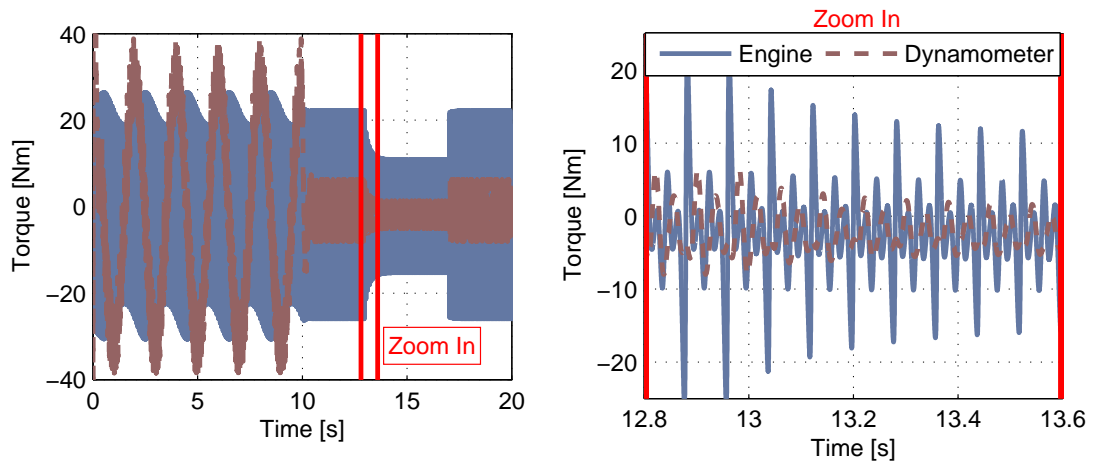 40
20
0
−20
−40
Torque [Nm]
0 5 10 15 20
Time [s]
Zoom In
Zoom In
Engine Dynamometer
20
10
0
−10
−20
Torque [Nm]
12.8 13 13.2 13.4 13.6
Time [s]